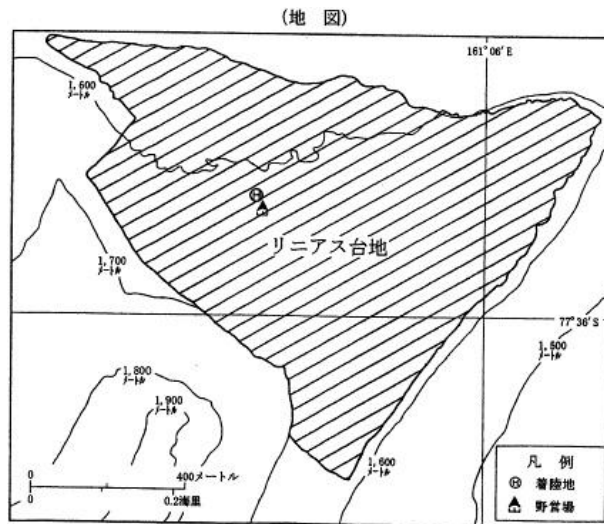 (地 図)
161° 06′ E
1,600
メートル
Ⓗ
リニアス台地
1,700
メートル
77° 36′ S
1,500
メートル
1,800
メートル
1,900
メートル
0 400メートル
0 0.2海里
1,600
メートル
凡 例
Ⓗ 着陸地
野営場